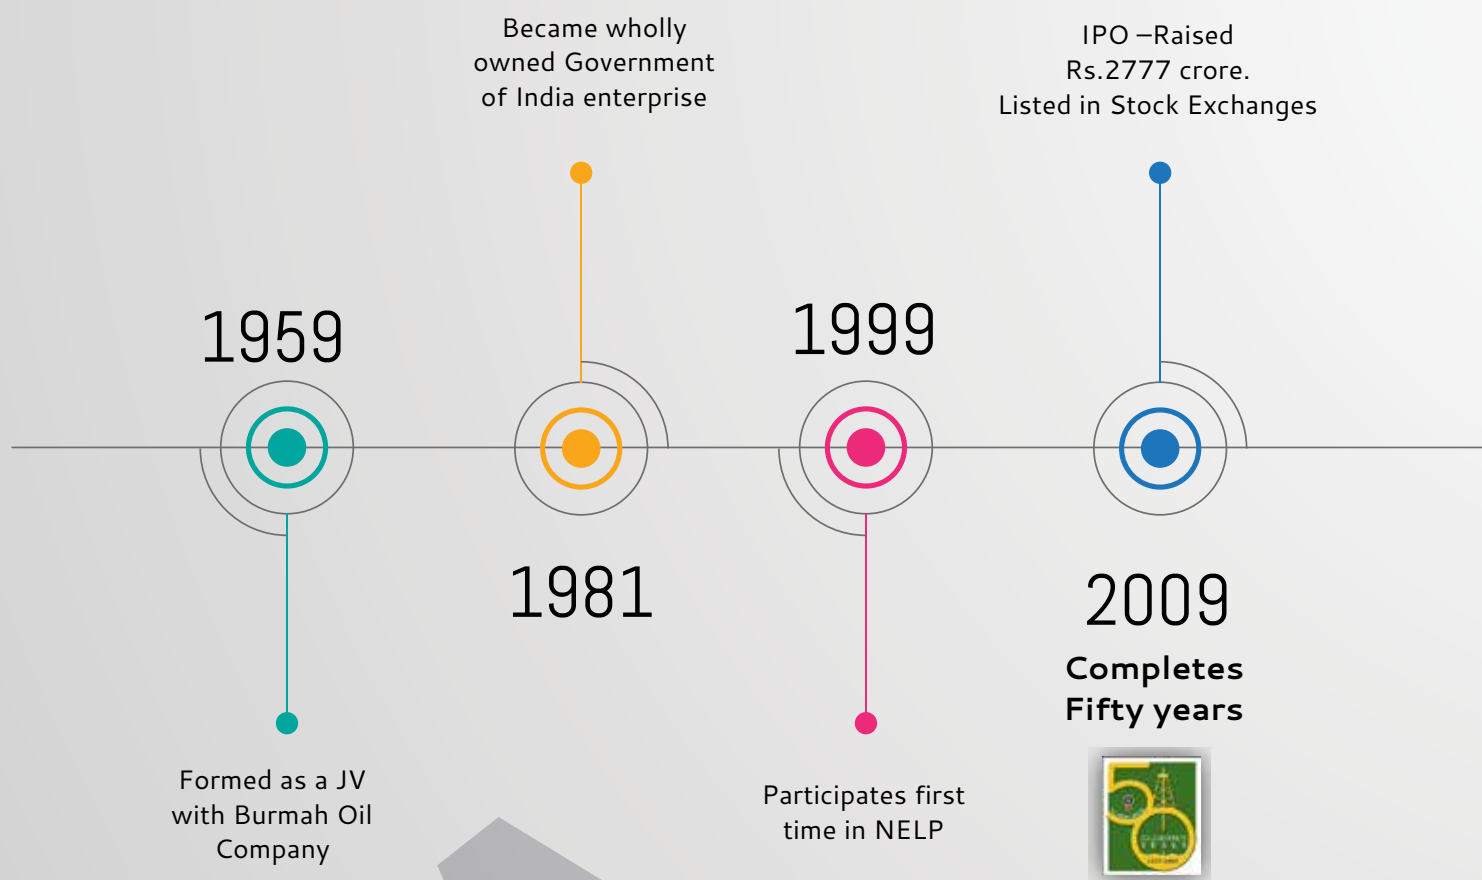 1959
Formed as a JV
with Burmah Oil
Company
Became wholly
owned Government
of India enterprise
1981
1999
Participates first
time in NELP
IPO –Raised
Rs.2777 crore.
Listed in Stock Exchanges
2009
Completes
Fifty years
50